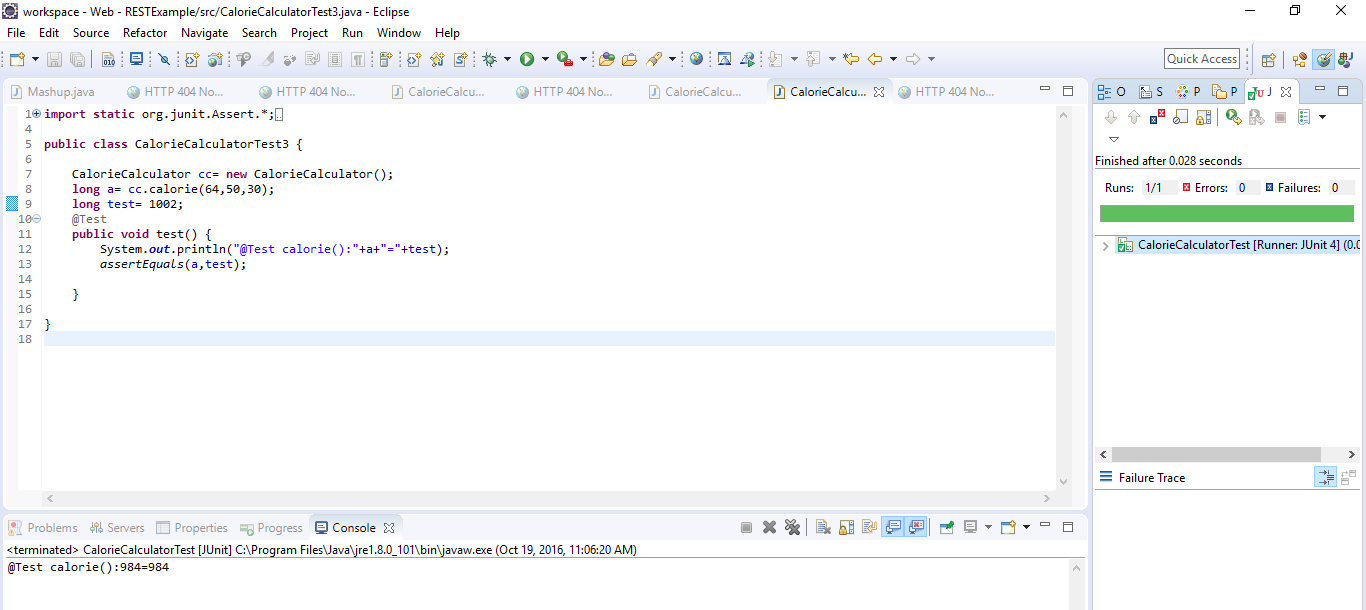 workspace - Web - RESTExample/src/CalorieCalculatorTest3.java - Eclipse
File Edit Source Refactor Navigate Search Project Run Window Help
Quick Access
Mashup.java HTTP 404 No... HTTP 404 No... CalorieCalcu... HTTP 404 No... CalorieCalcu... CalorieCalcu... HTTP 404 No...
O S P P J
1 import static org.junit.Assert.*;
4
5 public class CalorieCalculatorTest3 {
6
7 CalorieCalculator cc= new CalorieCalculator();
8 long a= cc.calorie(64,50,30);
9 long test= 1002;
10 @Test
11 public void test() {
12 System.out.println("@Test calorie():"+a+"="+test);
13 assertEquals(a,test);
14
15 }
16
17 }
18
Finished after 0.028 seconds
Runs: 1/1 Errors: 0 Failures: 0
CalorieCalculatorTest [Runner: JUnit 4] (0.0
Failure Trace
Problems Servers Properties Progress Console
<terminated> CalorieCalculatorTest [JUnit] C:\Program Files\Java\jre1.8.0_101\bin\javaw.exe (Oct 19, 2016, 11:06:20 AM)
@Test calorie():984=984